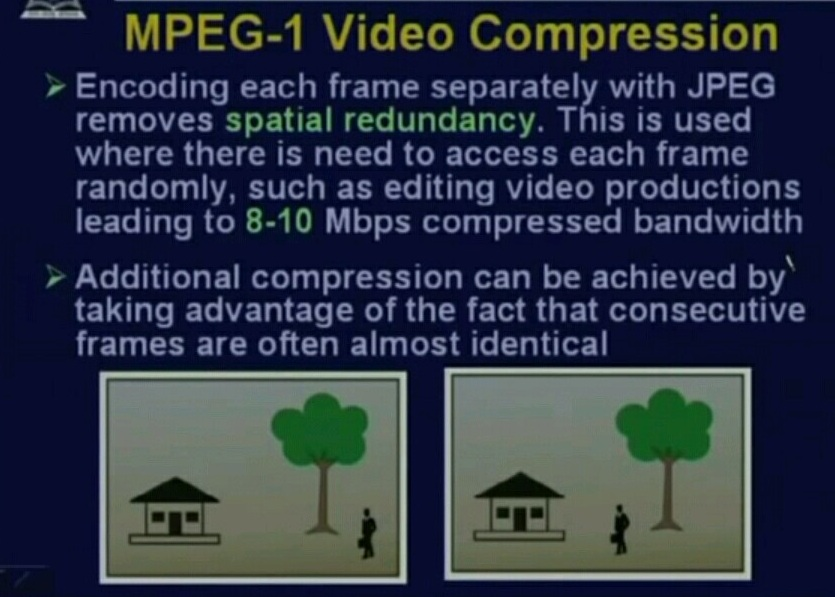 MPEG-1 Video Compression
Encoding each frame separately with JPEG
removes spatial redundancy. This is used
where there is need to access each frame
randomly, such as editing video productions
leading to 8-10 Mbps compressed bandwidth
Additional compression can be achieved by
taking advantage of the fact that consecutive
frames are often almost identical